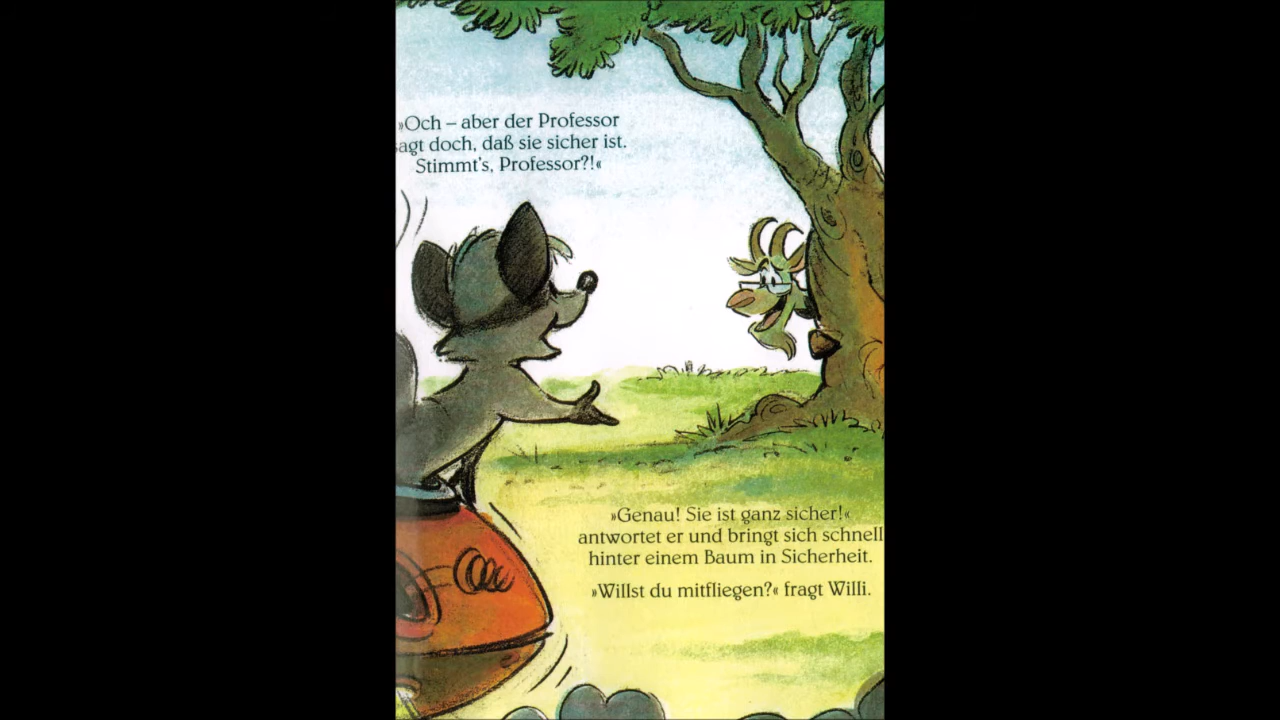 »Och – aber der Professor
sagt doch, daß sie sicher ist.
Stimmt's, Professor?!«
»Genau! Sie ist ganz sicher!«
antwortet er und bringt sich schnell
hinter einem Baum in Sicherheit.
»Willst du mitfliegen?« fragt Willi.